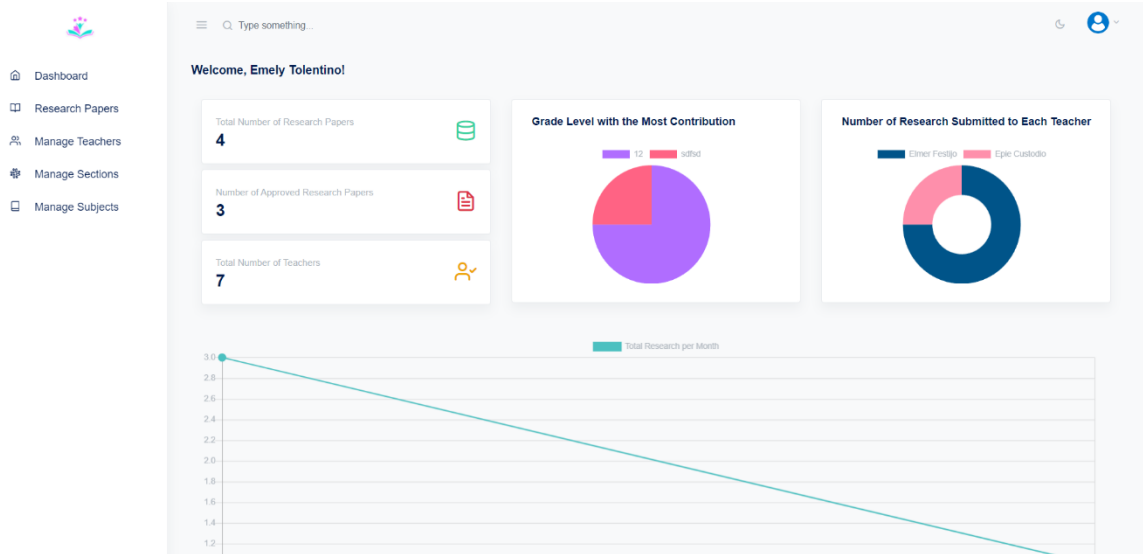 Type something...
Welcome, Emely Tolentino!
Dashboard
Research Papers
Manage Teachers
Manage Sections
Manage Subjects
Total Number of Research Papers
4
Number of Approved Research Papers
3
Total Number of Teachers
7
Grade Level with the Most Contribution
12 sdfsd
Number of Research Submitted to Each Teacher
Elmer Festijo Epie Custodio
Total Research per Month
3.0
2.8
2.6
2.4
2.2
2.0
1.8
1.6
1.4
1.2